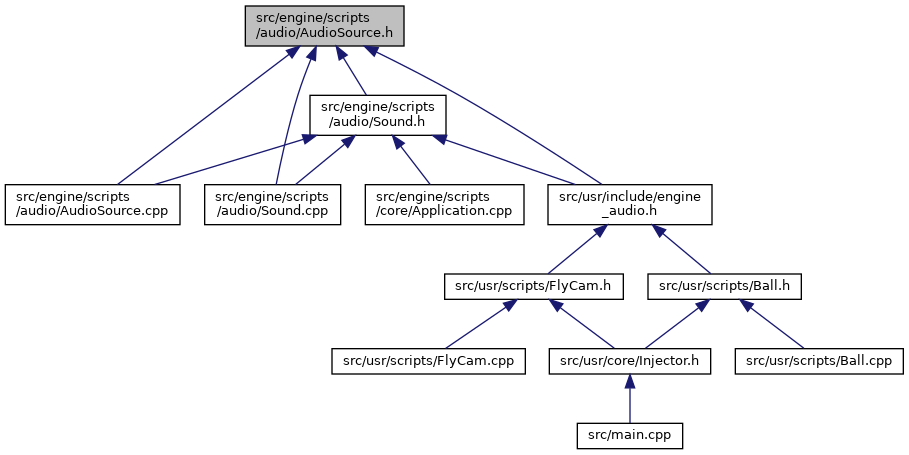 src/engine/scripts
/audio/AudioSource.h
src/engine/scripts
/audio/Sound.h
src/engine/scripts
/audio/AudioSource.cpp
src/engine/scripts
/audio/Sound.cpp
src/engine/scripts
/core/Application.cpp
src/usr/include/engine
_audio.h
src/usr/scripts/FlyCam.h
src/usr/scripts/Ball.h
src/usr/scripts/FlyCam.cpp
src/usr/core/Injector.h
src/usr/scripts/Ball.cpp
src/main.cpp